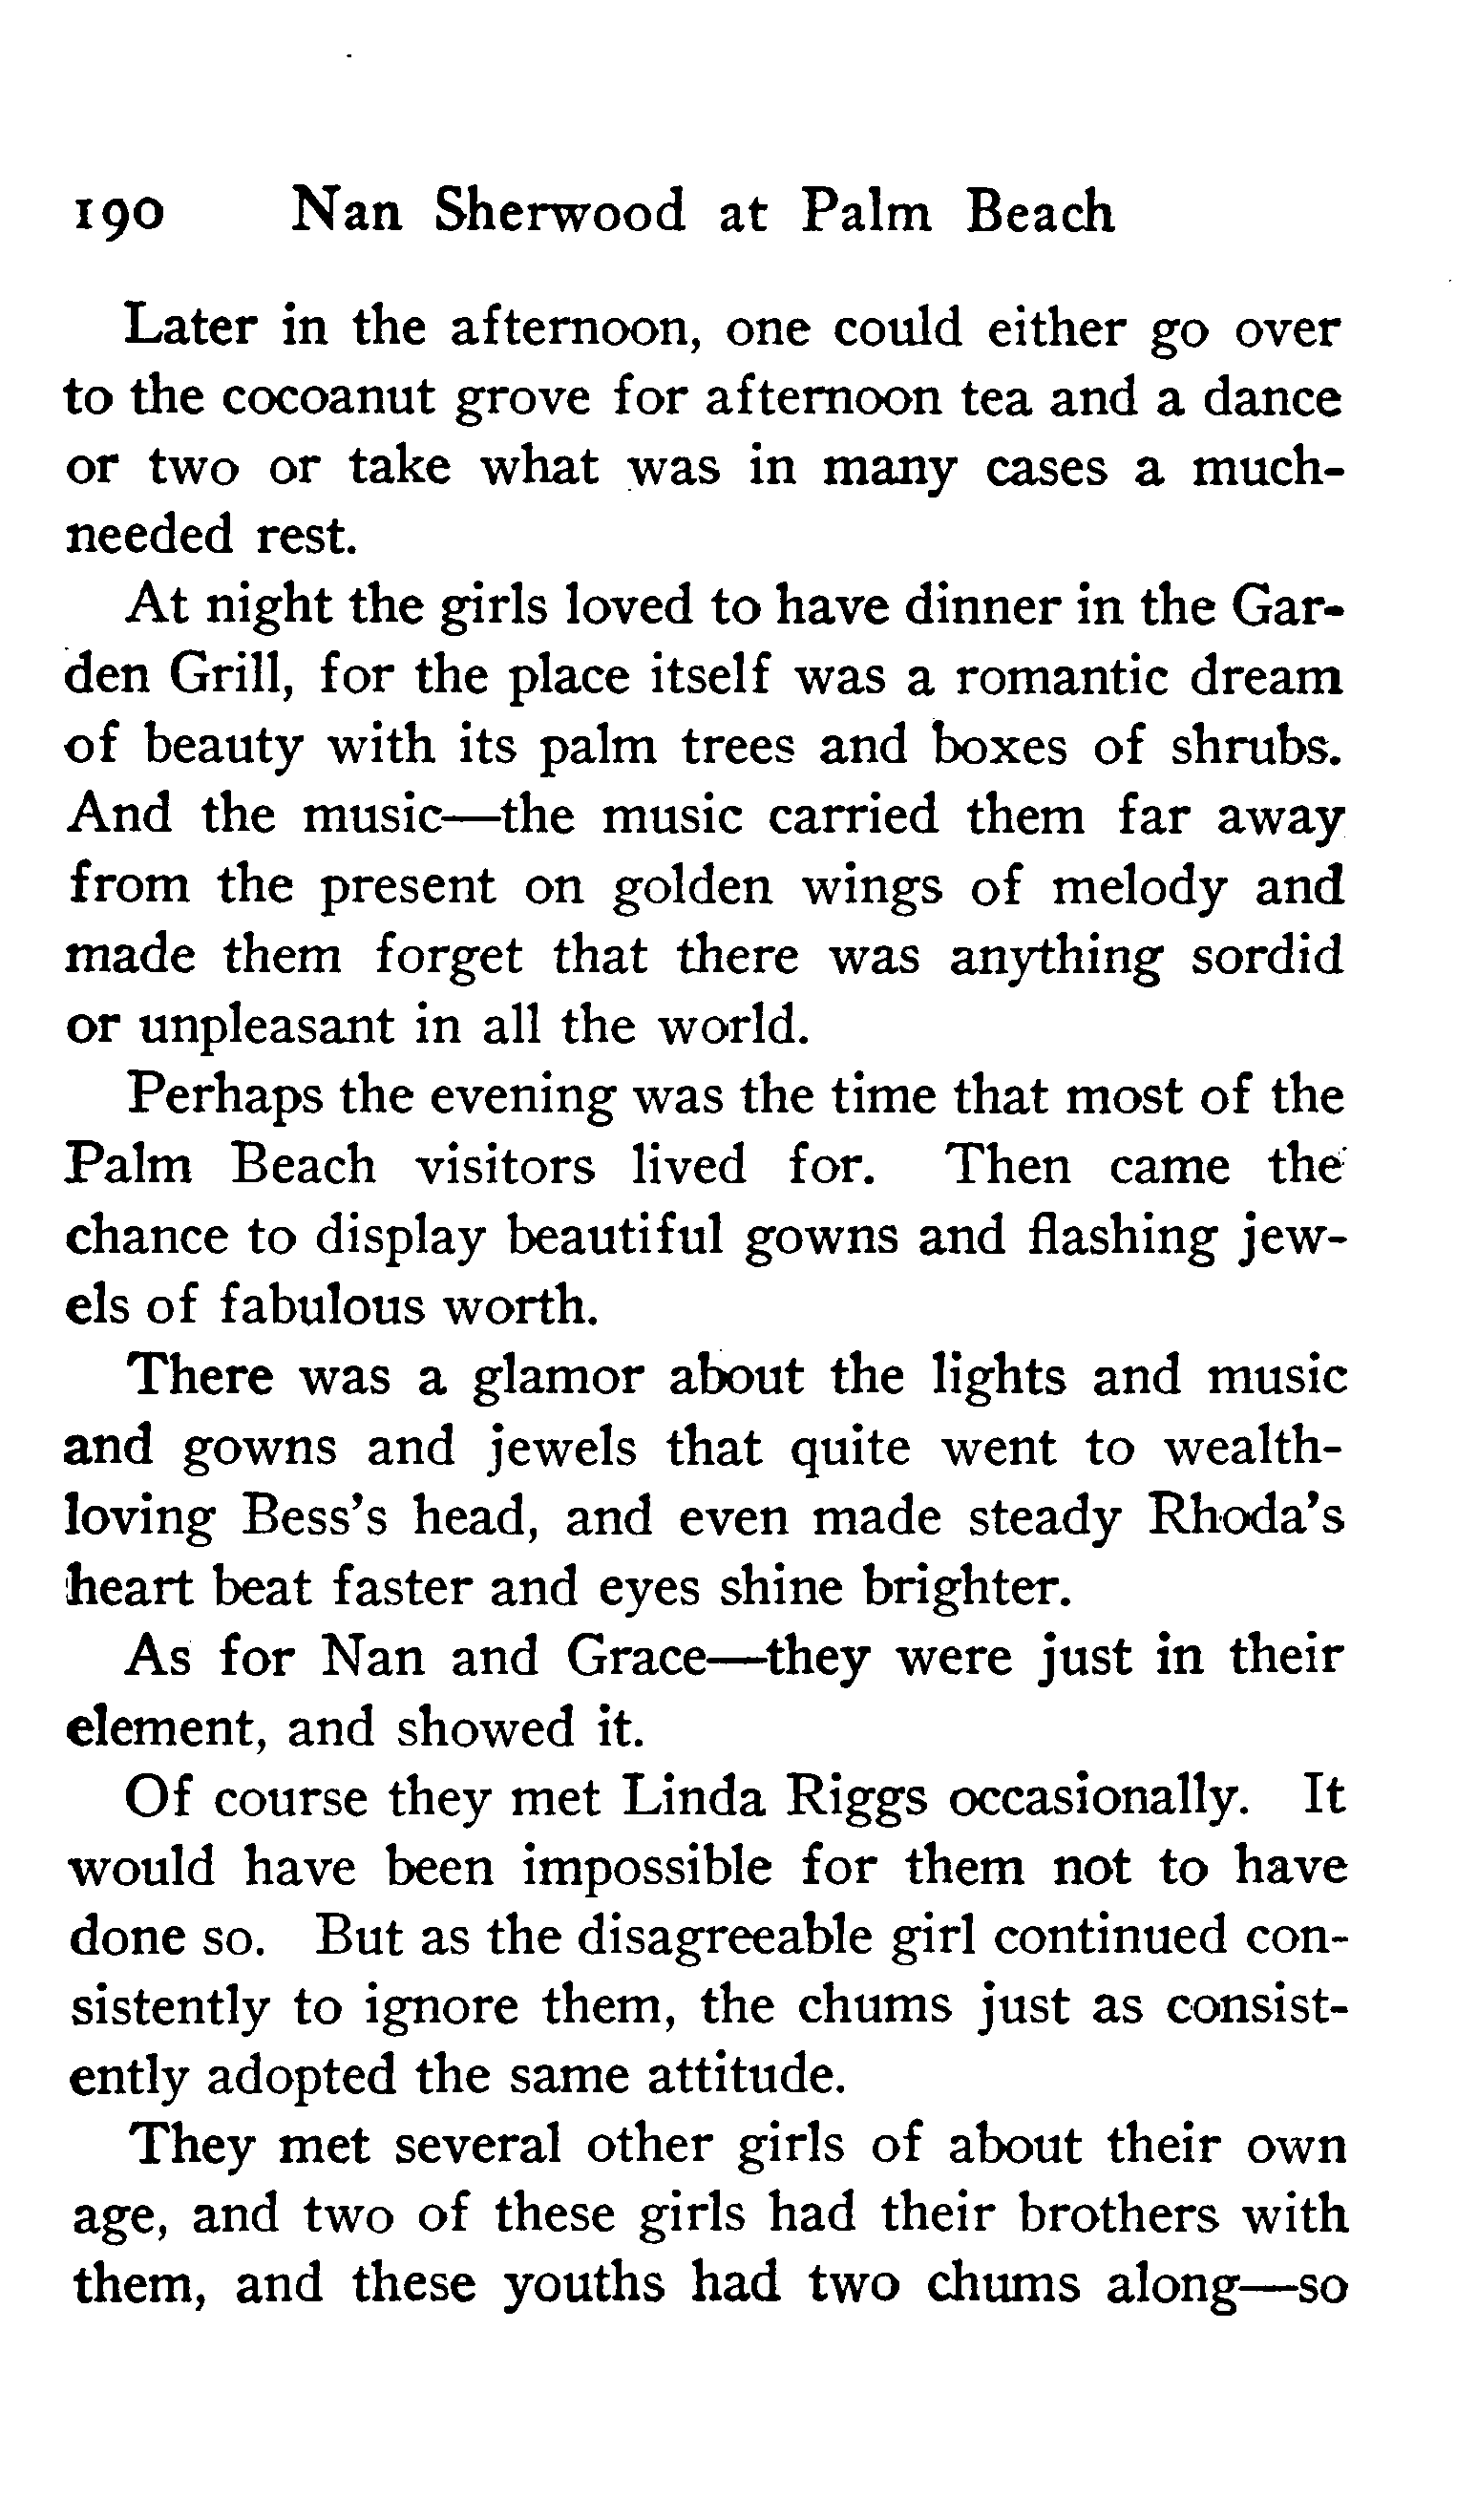 190 Nan Sherwood at Palm Beach
Later in the afternoon, one could either go over
to the cocoanut grove for afternoon tea and a dance
or two or take what was in many cases a much-
needed rest.
At night the girls loved to have dinner in the Gar-
den Grill, for the place itself was a romantic dream
of beauty with its palm trees and boxes of shrubs.
And the music—the music carried them far away
from the present on golden wings of melody and
made them forget that there was anything sordid
or unpleasant in all the world.
Perhaps the evening was the time that most of the
Palm Beach visitors lived for. Then came the
chance to display beautiful gowns and flashing jew-
els of fabulous worth.
There was a glamor about the lights and music
and gowns and jewels that quite went to wealth-
loving Bess's head, and even made steady Rhoda's
heart beat faster and eyes shine brighter.
As for Nan and Grace—they were just in their
element, and showed it.
Of course they met Linda Riggs occasionally. It
would have been impossible for them not to have
done so. But as the disagreeable girl continued con-
sistently to ignore them, the chums just as consist-
ently adopted the same attitude.
They met several other girls of about their own
age, and two of these girls had their brothers with
them, and these youths had two chums along—so